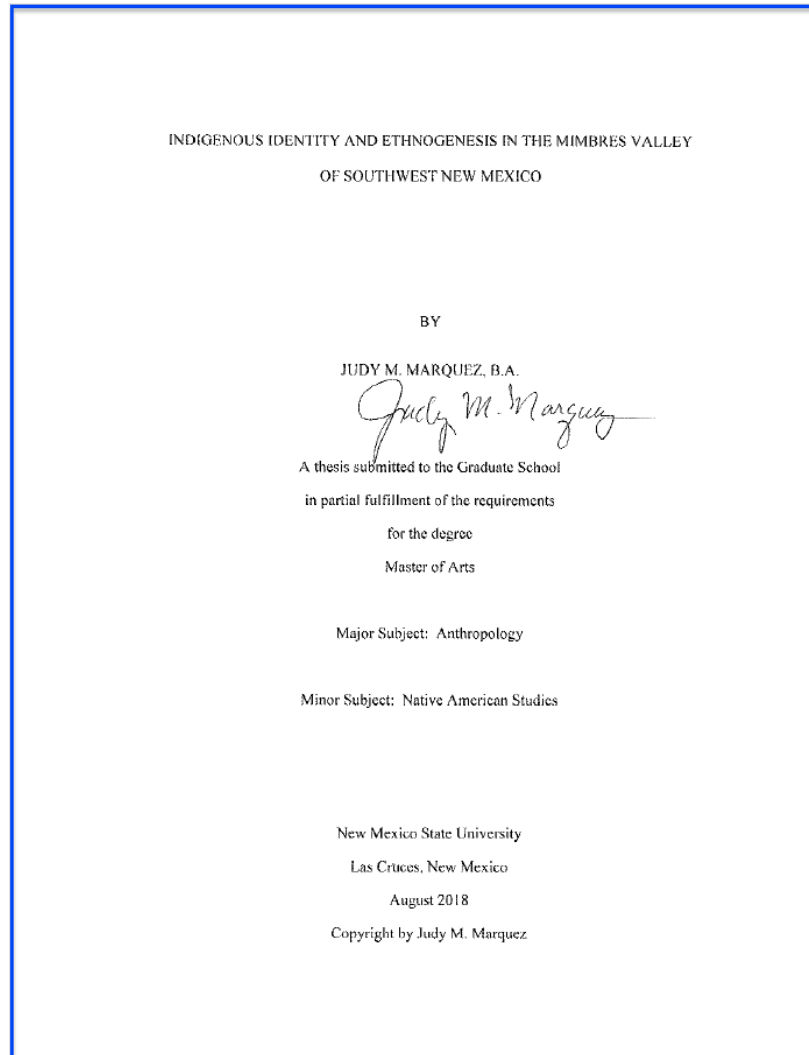 INDIGENOUS IDENTITY AND ETHNOGENESIS IN THE MIMBRES VALLEY
OF SOUTHWEST NEW MEXICO
BY
JUDY M. MARQUEZ, B.A.
Judy M. Marquez
A thesis submitted to the Graduate School
in partial fulfillment of the requirements
for the degree
Master of Arts
Major Subject: Anthropology
Minor Subject: Native American Studies
New Mexico State University
Las Cruces, New Mexico
August 2018
Copyright by Judy M. Marquez